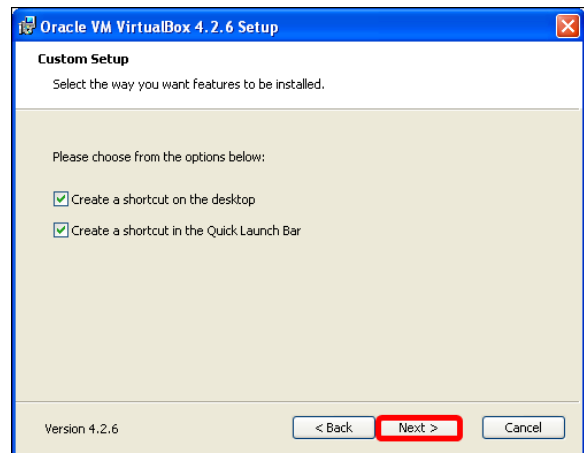 Oracle VM VirtualBox 4.2.6 Setup
Custom Setup
Select the way you want features to be installed.
Please choose from the options below:
Create a shortcut on the desktop
Create a shortcut in the Quick Launch Bar
Version 4.2.6
< Back
Next >
Cancel